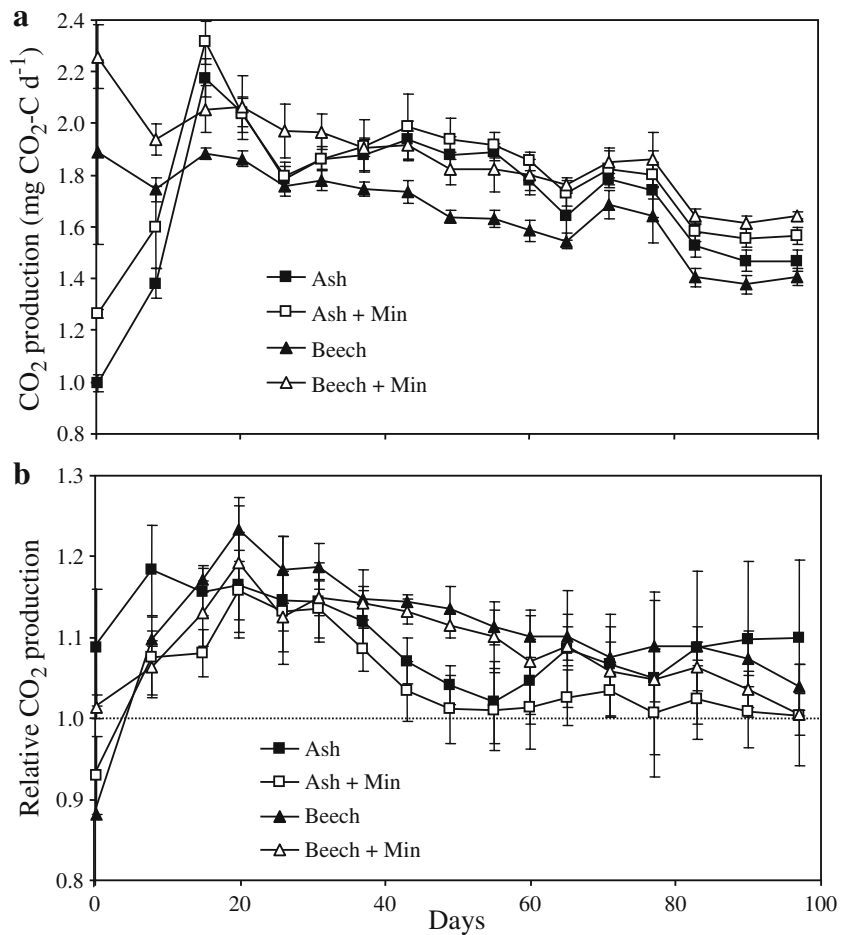 a
CO₂ production (mg CO₂-C d⁻¹)
2.4
2.2
2.0
1.8
1.6
1.4
1.2
1.0
0.8
Ash
Ash + Min
Beech
Beech + Min
b
Relative CO₂ production
1.3
1.2
1.1
1.0
0.9
0.8
Ash
Ash + Min
Beech
Beech + Min
0 20 40 60 80 100
Days